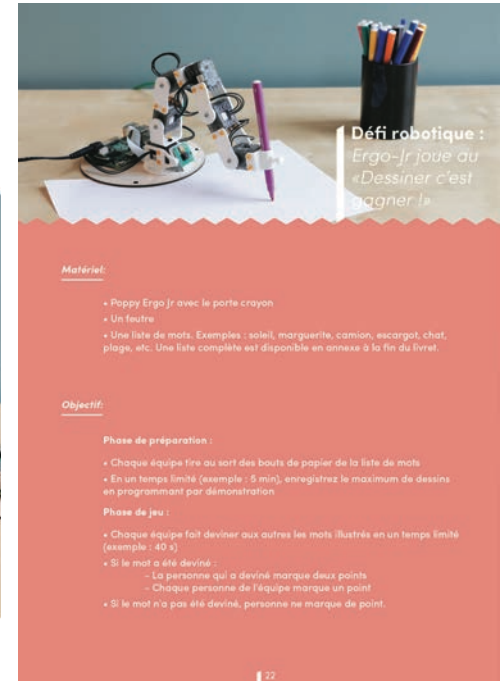 Défi robotique :
Ergo-Jr joue au
«Dessiner c'est
gagner !»
Matériel:
• Poppy Ergo Jr avec le porte crayon
• Un feutre
• Une liste de mots. Exemples : soleil, marguerite, camion, escargot, chat,
plage, etc. Une liste complète est disponible en annexe à la fin du livret.
Objectif:
Phase de préparation :
• Chaque équipe tire au sort des bouts de papier de la liste de mots
• En un temps limité (exemple : 5 min), enregistrez le maximum de dessins
en programmant par démonstration
Phase de jeu :
• Chaque équipe fait deviner aux autres les mots illustrés en un temps limité
(exemple : 40 s)
• Si le mot a été deviné :
- La personne qui a deviné marque deux points
- Chaque personne de l'équipe marque un point
• Si le mot n'a pas été deviné, personne ne marque de point.
22